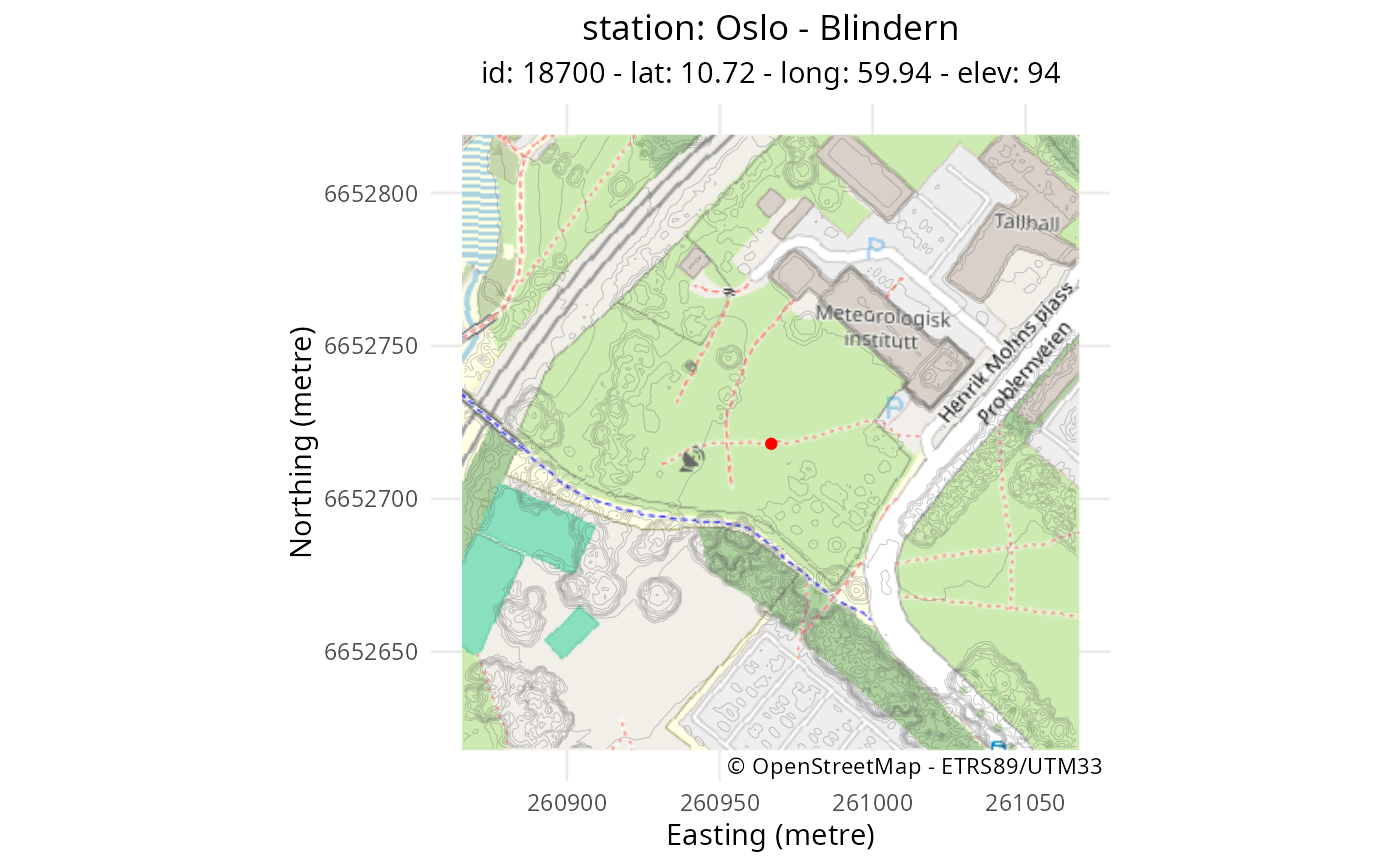 station: Oslo - Blindern
id: 18700 - lat: 10.72 - long: 59.94 - elev: 94
6652800
6652750
6652700
6652650
Northing (metre)
Tallhall
P
Meteorologisk
institutt
Henrik Mohns plass
Problemveien
P
© OpenStreetMap - ETRS89/UTM33
260900
260950
261000
261050
Easting (metre)